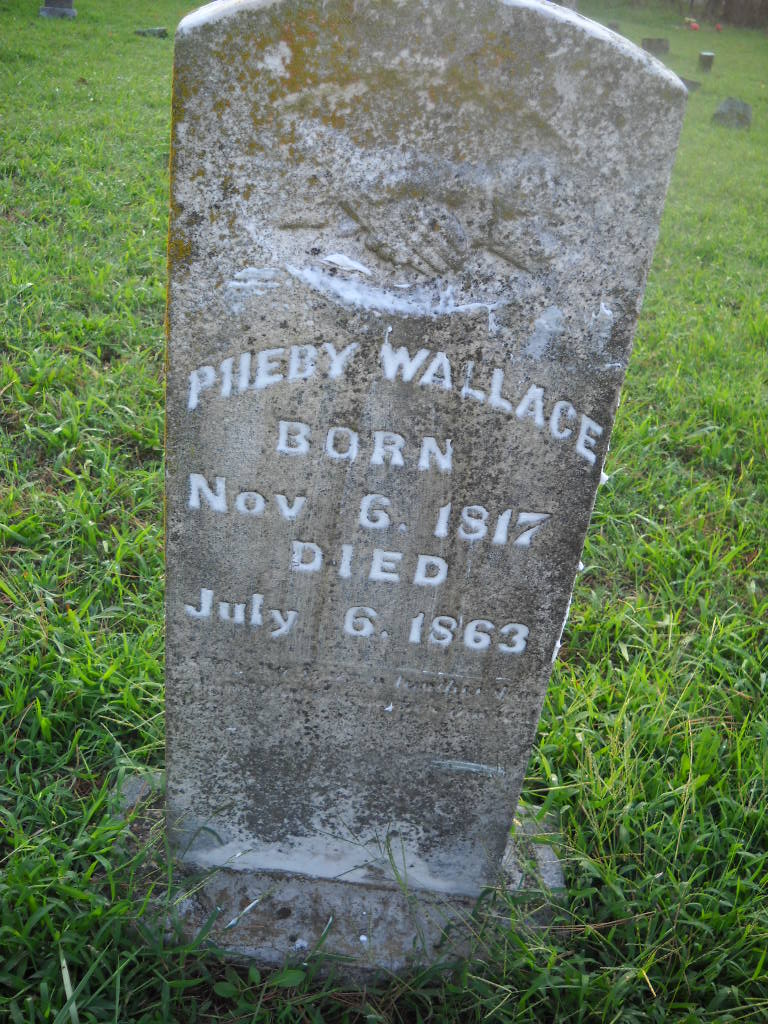 PHEBY WALLACE
BORN
Nov 6. 1817
DIED
July 6. 1863